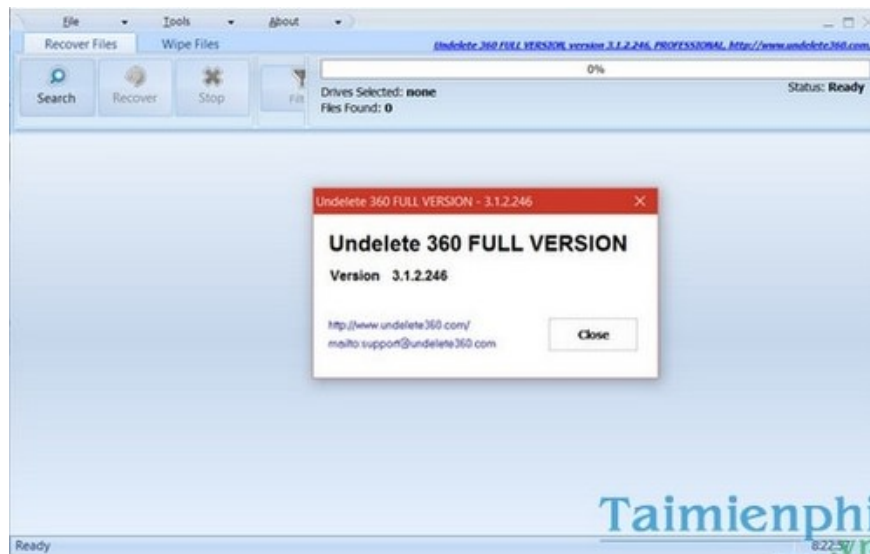 File Tools About
Recover Files Wipe Files
Undelete 360 FULL VERSION, version 3.1.2.246, PROFESSIONAL, http://www.undelete360.com
Search Recover Stop
0%
Drives Selected: none
Status: Ready
Files Found: 0
Undelete 360 FULL VERSION - 3.1.2.246
Undelete 360 FULL VERSION
Version 3.1.2.246
http://www.undelete360.com/
mailto:support@undelete360.com
Close
Taimienphi
Ready